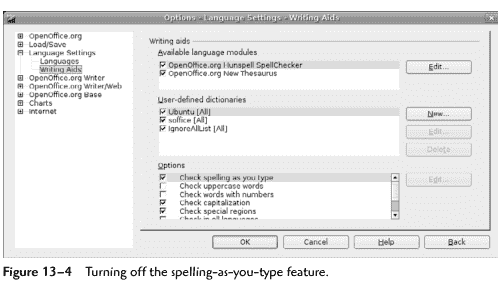 Options - Language Settings - Writing Aids
OpenOffice.org
Load/Save
Language Settings
Languages
Writing Aids
OpenOffice.org Writer
OpenOffice.org Writer/Web
OpenOffice.org Base
Charts
Internet
Writing aids
Available language modules
OpenOffice.org Hunspell SpellChecker
OpenOffice.org New Thesaurus
Edit...
User-defined dictionaries
Ubuntu [All]
soffice [All]
IgnoreAllList [All]
New...
Edit...
Delete
Options
Check spelling as you type
Check uppercase words
Check words with numbers
Check capitalization
Check special regions
Check in all languages
Edit...
OK
Cancel
Help
Back
Figure 13–4 Turning off the spelling-as-you-type feature.